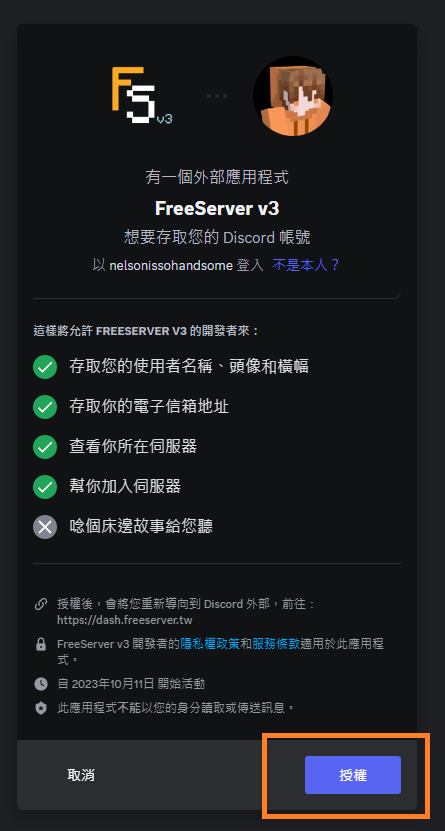 FS v3
有一個外部應用程式
FreeServer v3
想要存取您的 Discord 帳號
以 nelsonissohandsome 登入 不是本人？
這樣將允許 FREESERVER V3 的開發者來：
存取您的使用者名稱、頭像和橫幅
存取你的電子信箱地址
查看你所在伺服器
幫你加入伺服器
唸個床邊故事給您聽
授權後，會將您重新導向到 Discord 外部，前往：
https://dash.freeserver.tw
FreeServer v3 開發者的隱私權政策和服務條款適用於此應用程
式。
自 2023年10月11日 開始活動
此應用程式不能以您的身分讀取或傳送訊息。
取消 授權